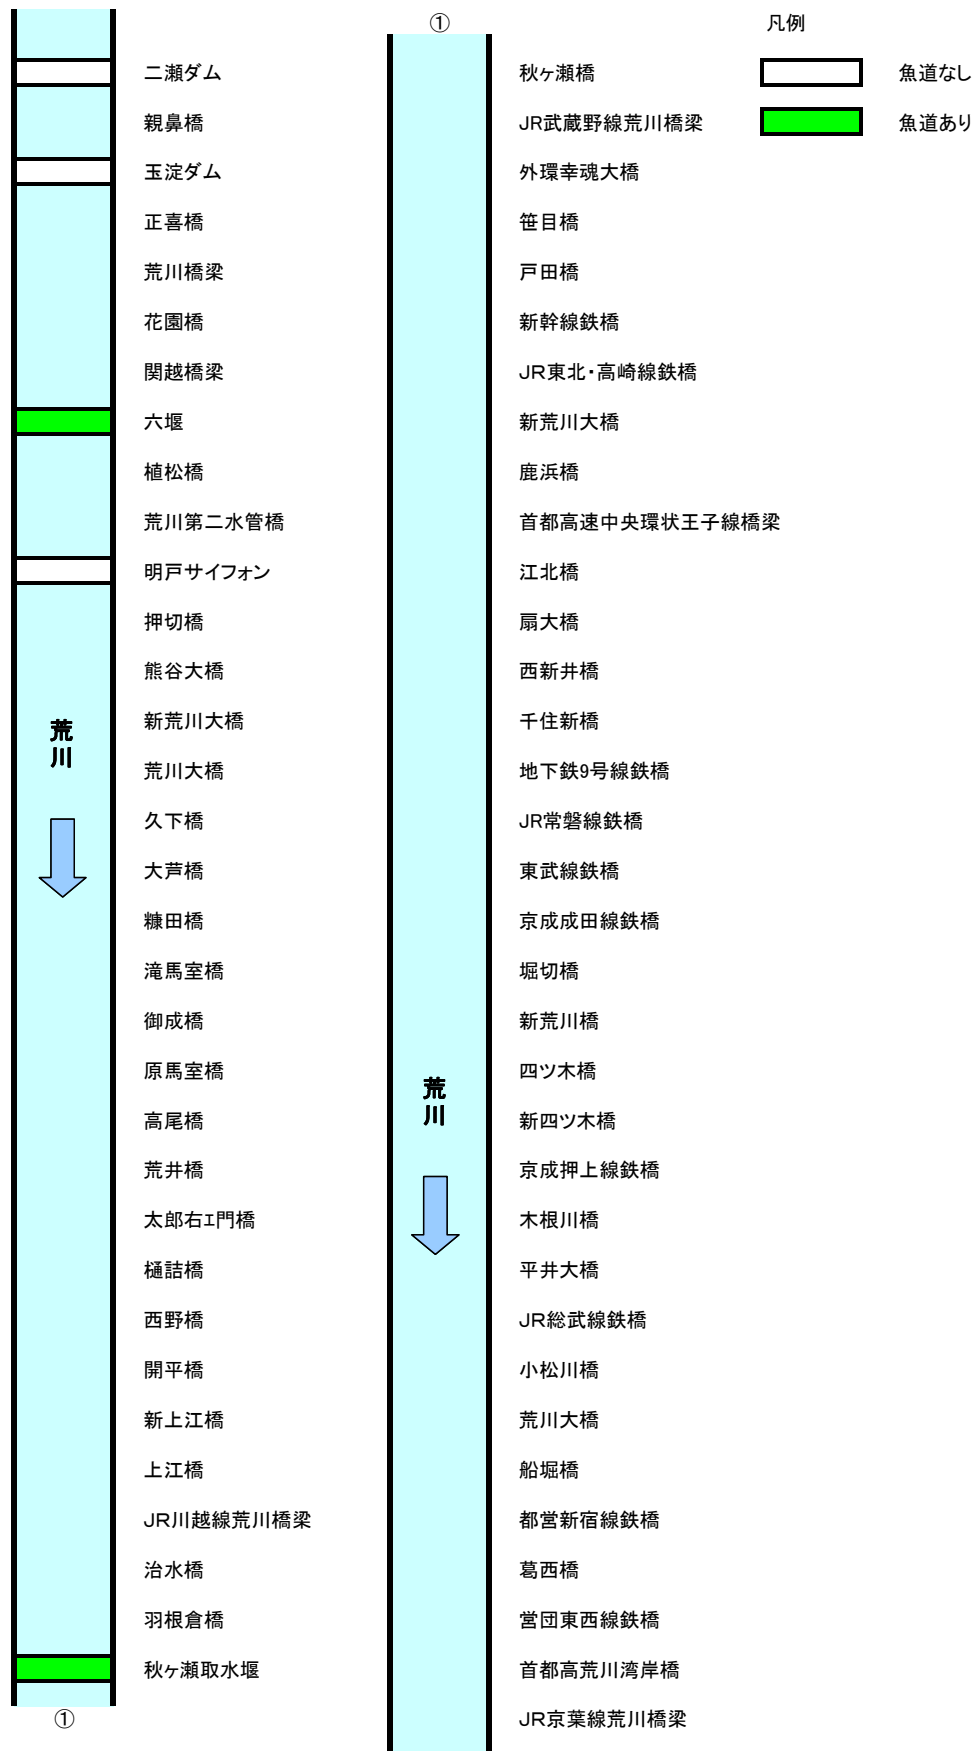 二瀬ダム
親鼻橋
玉淀ダム
正喜橋
荒川橋梁
花園橋
関越橋梁
六堰
植松橋
荒川第二水管橋
明戸サイフォン
押切橋
熊谷大橋
新荒川大橋
荒川大橋
久下橋
大芦橋
糠田橋
滝馬室橋
御成橋
原馬室橋
高尾橋
荒井橋
太郎右ｴ門橋
樋詰橋
西野橋
開平橋
新上江橋
上江橋
JR川越線荒川橋梁
治水橋
羽根倉橋
秋ヶ瀬取水堰
荒川
①
①
秋ヶ瀬橋
JR武蔵野線荒川橋梁
外環幸魂大橋
笹目橋
戸田橋
新幹線鉄橋
JR東北・高崎線鉄橋
新荒川大橋
鹿浜橋
首都高速中央環状王子線橋梁
江北橋
扇大橋
西新井橋
千住新橋
地下鉄9号線鉄橋
JR常磐線鉄橋
東武線鉄橋
京成成田線鉄橋
堀切橋
新荒川橋
四ツ木橋
新四ツ木橋
京成押上線鉄橋
木根川橋
平井大橋
JR総武線鉄橋
小松川橋
荒川大橋
船堀橋
都営新宿線鉄橋
葛西橋
営団東西線鉄橋
首都高荒川湾岸橋
JR京葉線荒川橋梁
荒川
凡例
魚道なし
魚道あり